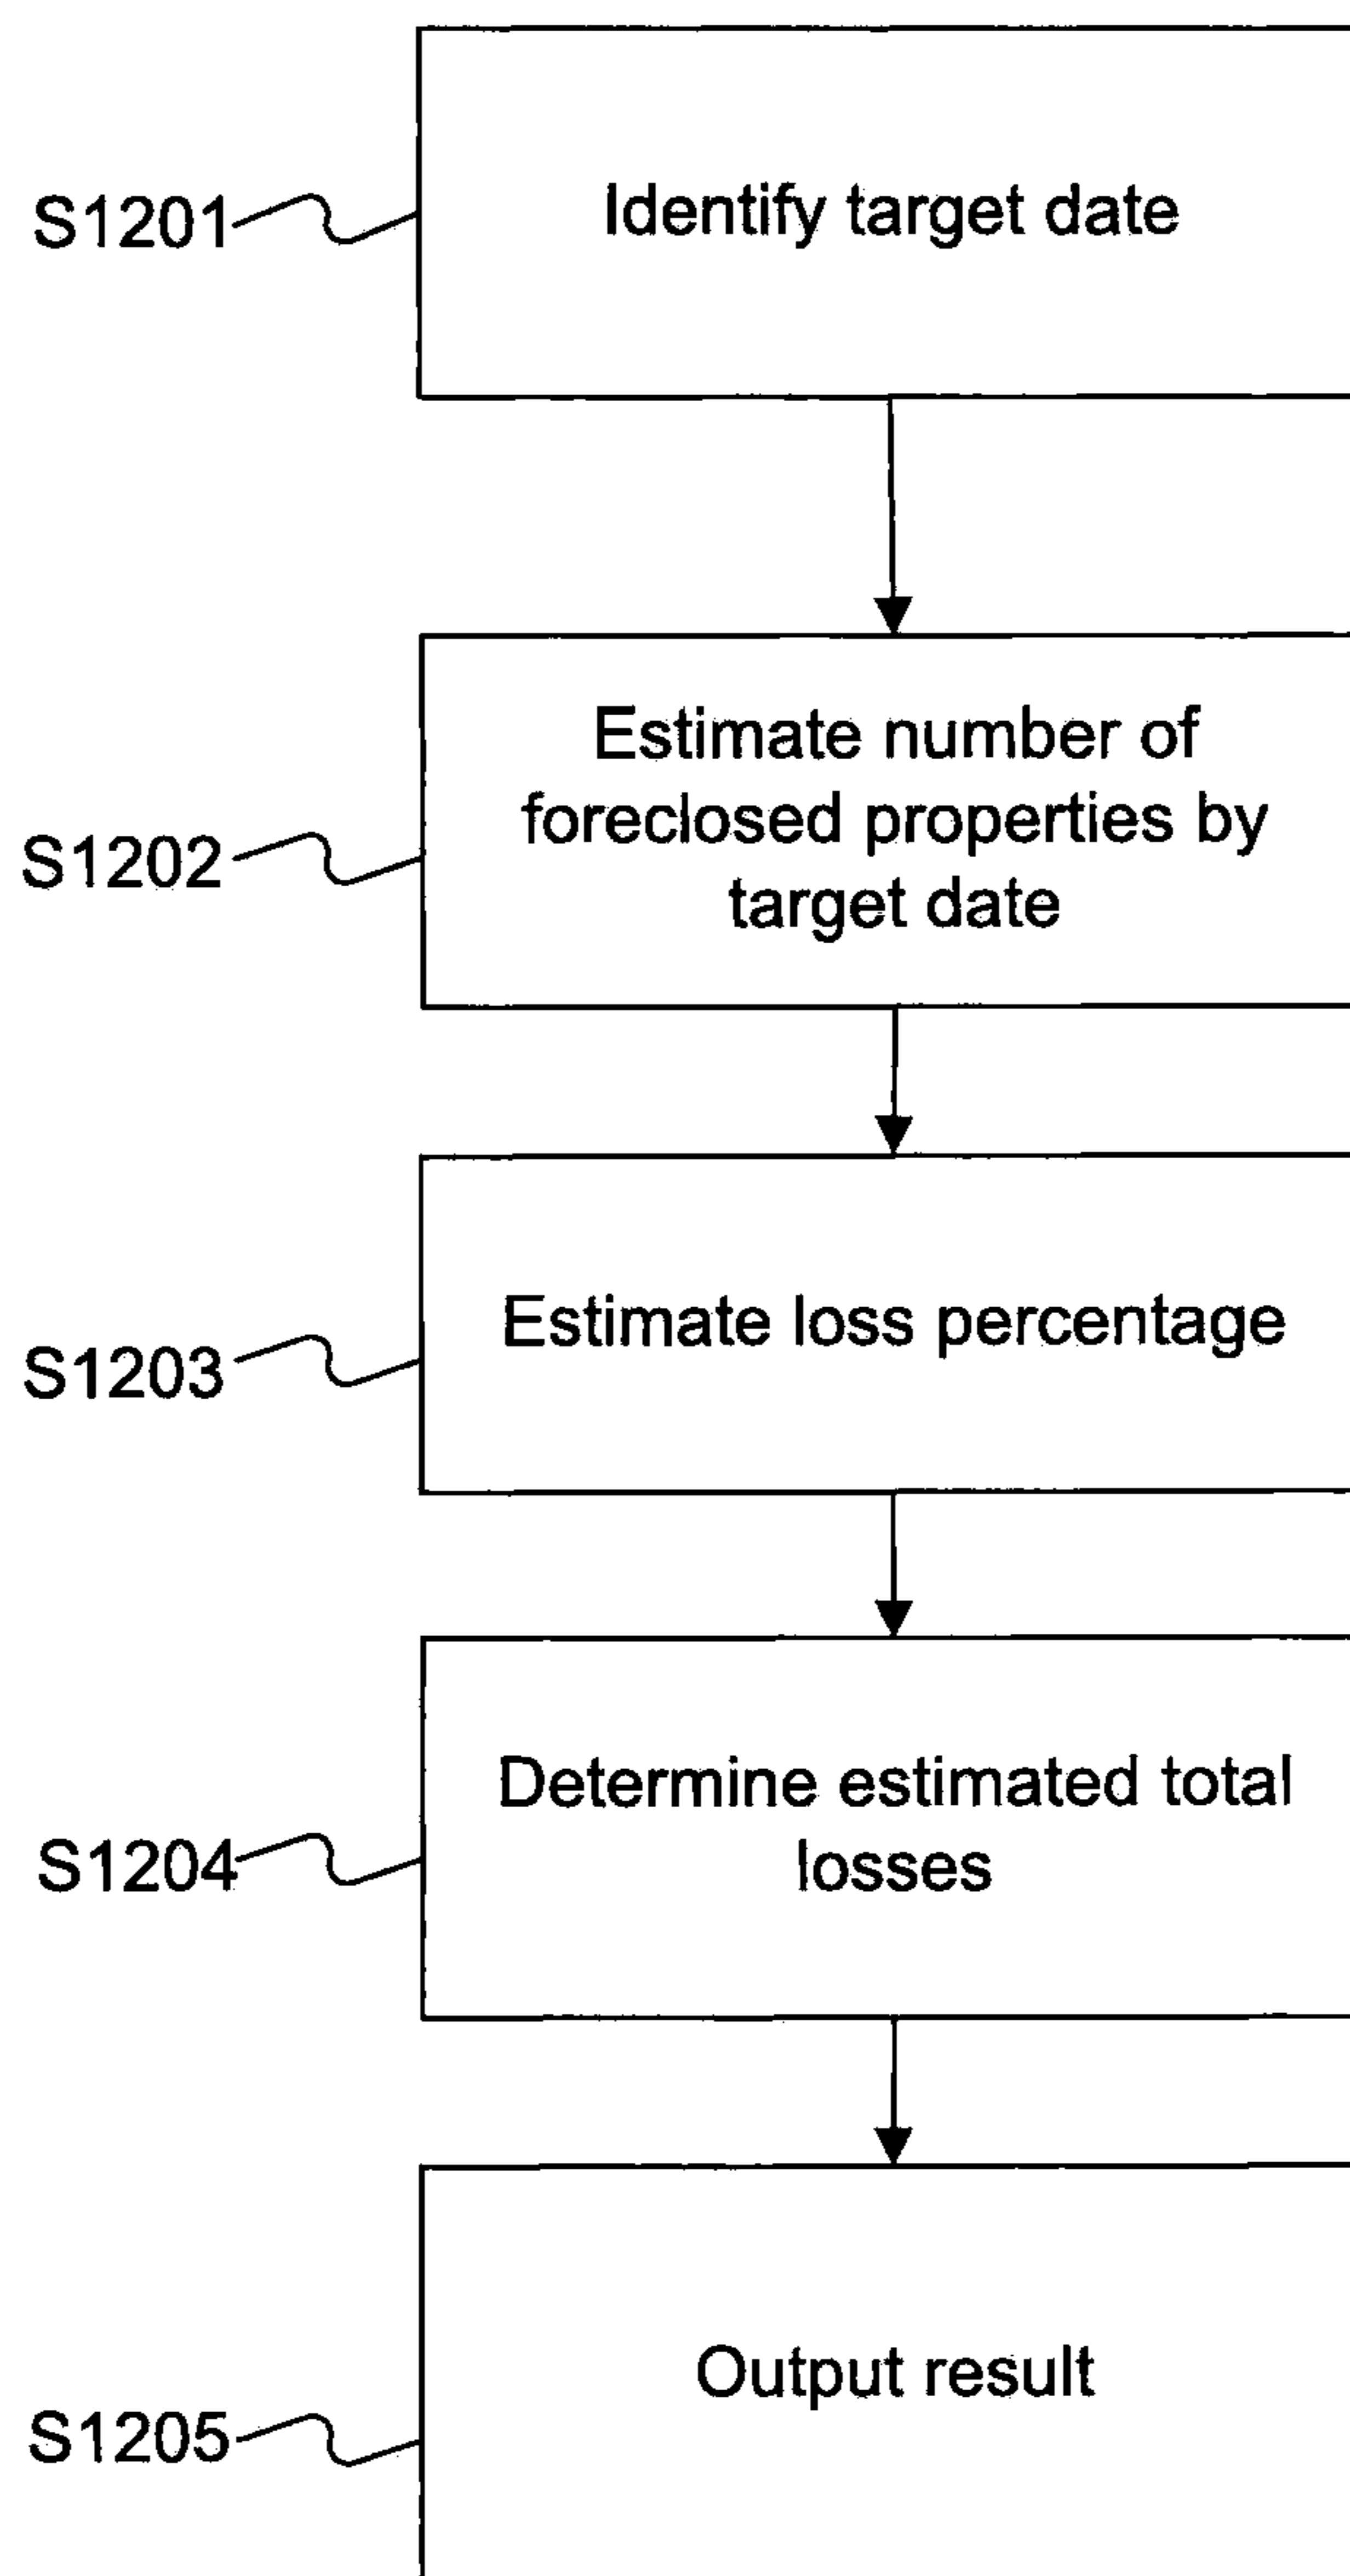 S1201
Identify target date
S1202
Estimate number of
foreclosed properties by
target date
S1203
Estimate loss percentage
S1204
Determine estimated total
losses
S1205
Output result